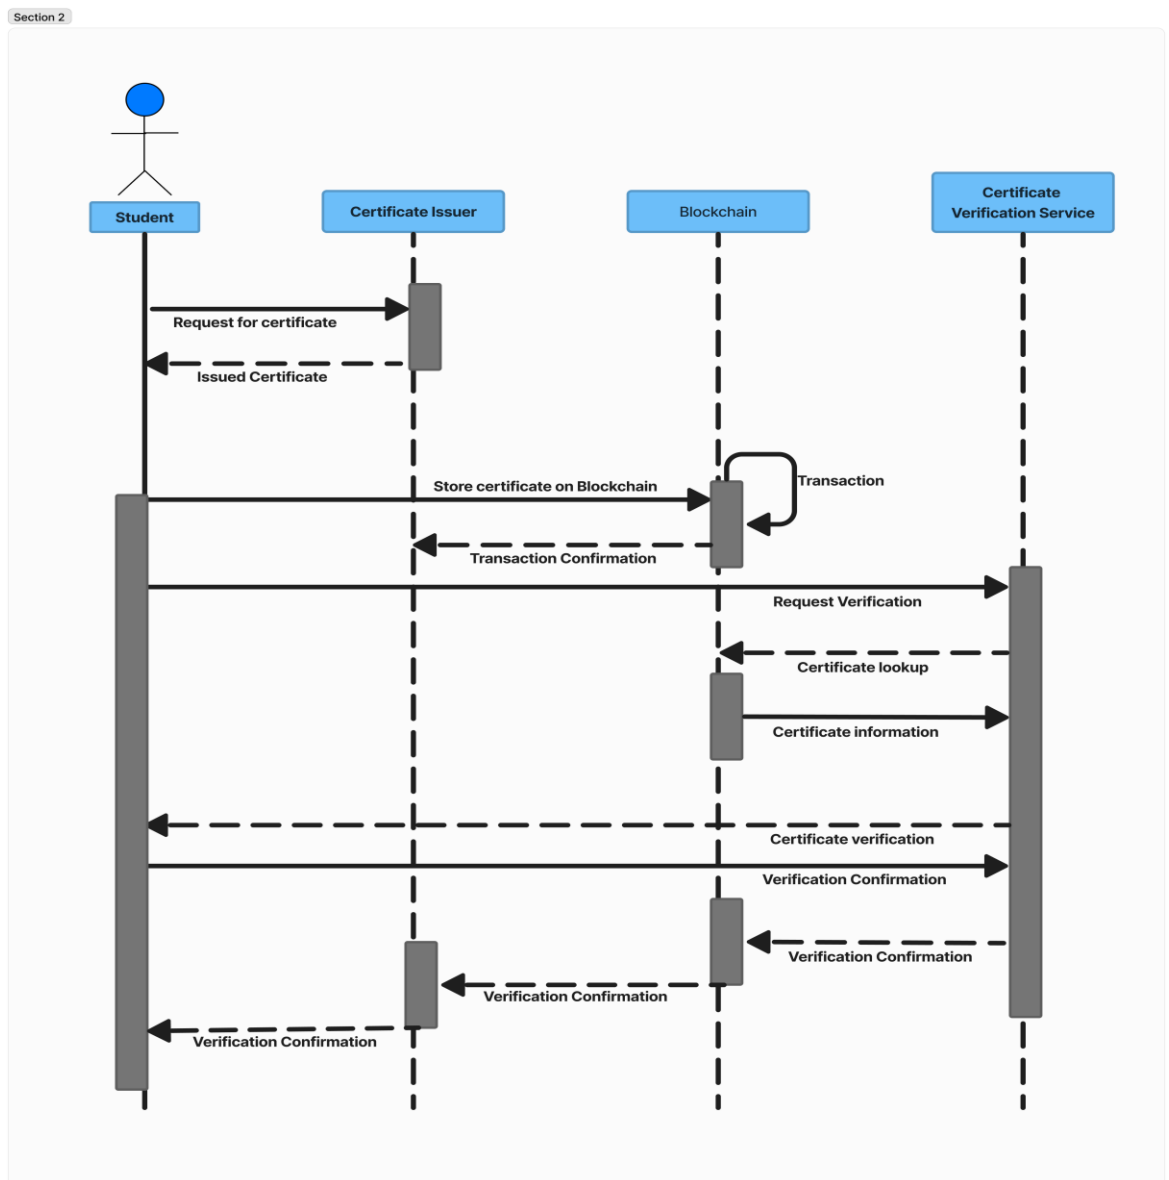 Section 2
Student
Certificate Issuer
Blockchain
Certificate
Verification Service
Request for certificate
Issued Certificate
Transaction
Store certificate on Blockchain
Transaction Confirmation
Request Verification
Certificate lookup
Certificate information
Certificate verification
Verification Confirmation
Verification Confirmation
Verification Confirmation
Verification Confirmation